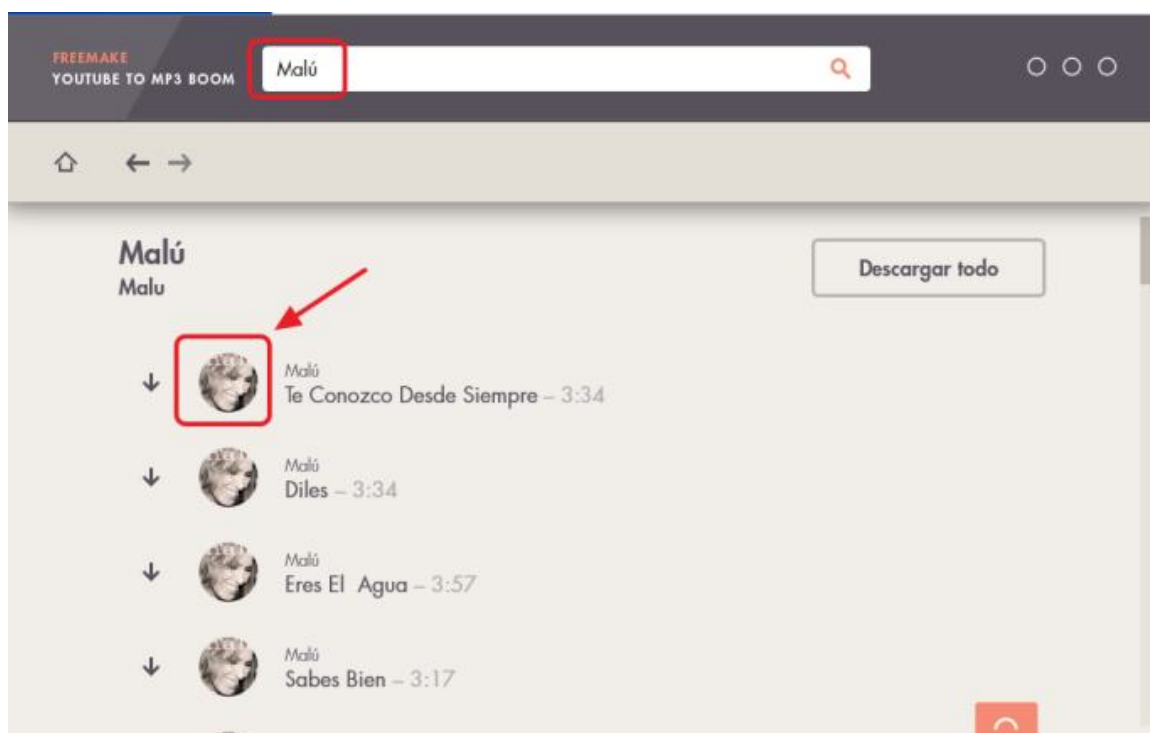 FREEMAKE
YOUTUBE TO MP3 BOOM
Malú
Malú
Malu
Descargar todo
Malú
Te Conozco Desde Siempre – 3:34
Malú
Diles – 3:34
Malú
Eres El Agua – 3:57
Malú
Sabes Bien – 3:17